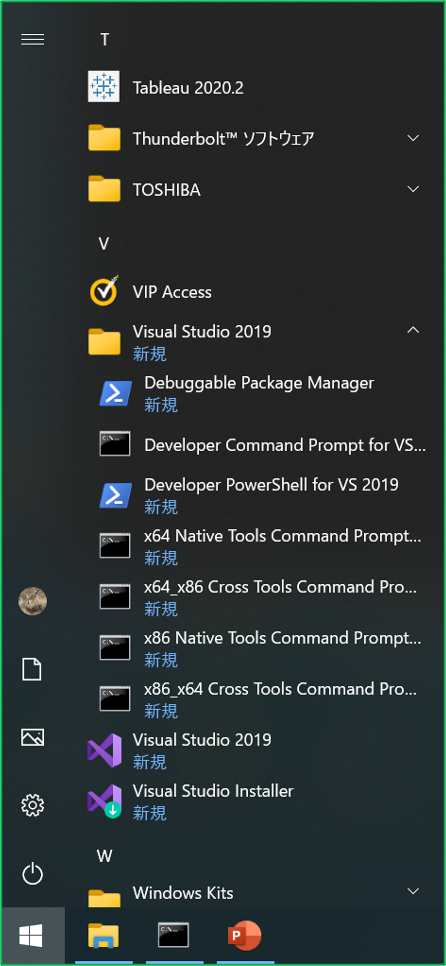 T
Tableau 2020.2
Thunderbolt™ ソフトウェア
TOSHIBA
V
VIP Access
Visual Studio 2019
新規
Debuggable Package Manager
新規
Developer Command Prompt for VS...
Developer PowerShell for VS 2019
新規
x64 Native Tools Command Prompt...
新規
x64_x86 Cross Tools Command Pro...
新規
x86 Native Tools Command Prompt...
新規
x86_x64 Cross Tools Command Pro...
新規
Visual Studio 2019
新規
Visual Studio Installer
新規
W
Windows Kits